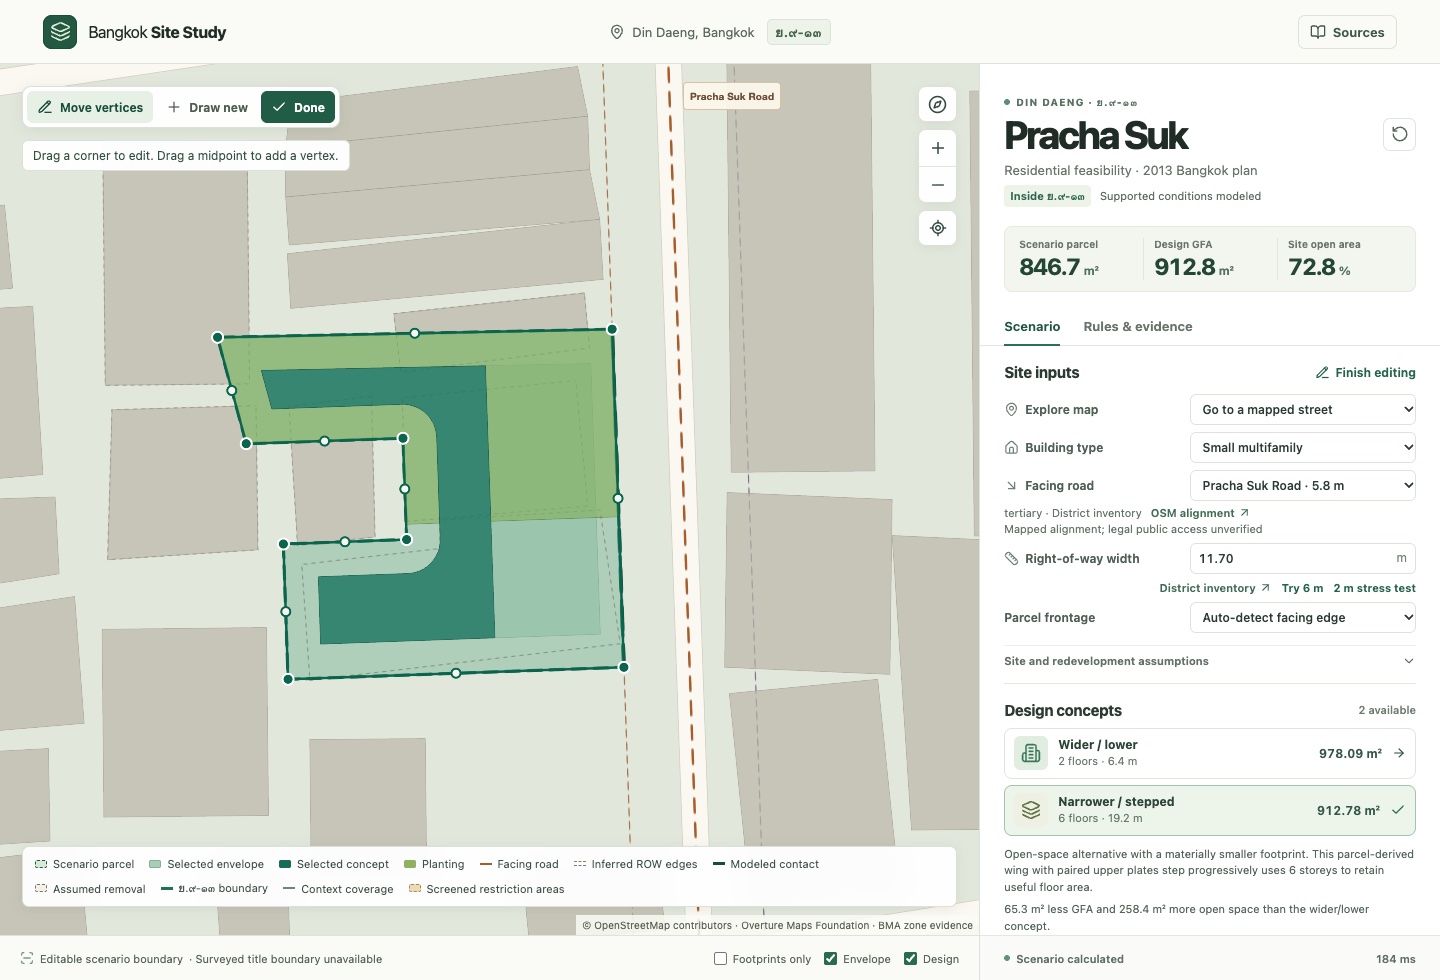 Bangkok Site Study
Din Daeng, Bangkok
ย.๙-๑๓
Sources
Move vertices
Draw new
Done
Drag a corner to edit. Drag a midpoint to add a vertex.
Pracha Suk Road
DIN DAENG · ย.๙-๑๓
Pracha Suk
Residential feasibility · 2013 Bangkok plan
Inside ย.๙-๑๓ Supported conditions modeled
Scenario parcel
846.7 m²
Design GFA
912.8 m²
Site open area
72.8 %
Scenario
Rules & evidence
Site inputs
Finish editing
Explore map
Go to a mapped street
Building type
Small multifamily
Facing road
Pracha Suk Road · 5.8 m
tertiary · District inventory OSM alignment
Mapped alignment; legal public access unverified
Right-of-way width
11.70 m
District inventory Try 6 m 2 m stress test
Parcel frontage
Auto-detect facing edge
Site and redevelopment assumptions
Design concepts
2 available
Wider / lower
2 floors · 6.4 m
978.09 m²
Narrower / stepped
6 floors · 19.2 m
912.78 m²
Open-space alternative with a materially smaller footprint. This parcel-derived
wing with paired upper plates step progressively uses 6 storeys to retain
useful floor area.
65.3 m² less GFA and 258.4 m² more open space than the wider/lower
concept.
Scenario parcel Selected envelope Selected concept Planting Facing road Inferred ROW edges Modeled contact
Assumed removal ย.๙-๑๓ boundary Context coverage Screened restriction areas
© OpenStreetMap contributors · Overture Maps Foundation · BMA zone evidence
Editable scenario boundary · Surveyed title boundary unavailable
Footprints only
Envelope
Design
Scenario calculated
184 ms